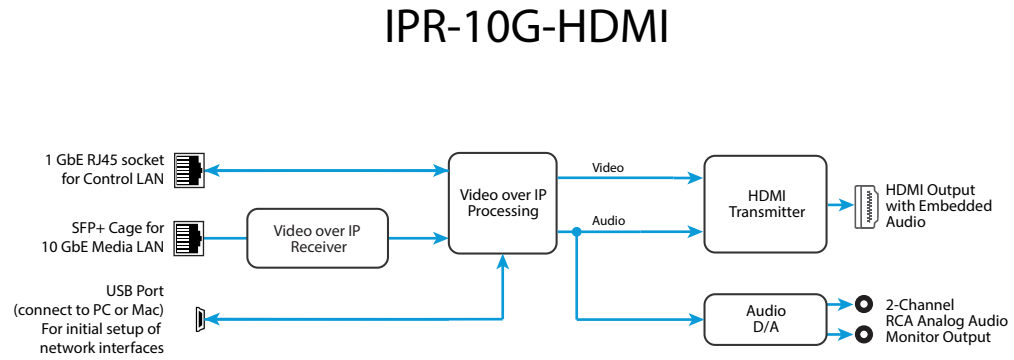 IPR-10G-HDMI
1 GbE RJ45 socket
for Control LAN
SFP+ Cage for
10 GbE Media LAN
USB Port
(connect to PC or Mac)
For initial setup of
network interfaces
Video over IP
Receiver
Video over IP
Processing
Video
Audio
HDMI
Transmitter
HDMI Output
with Embedded
Audio
Audio
D/A
2-Channel
RCA Analog Audio
Monitor Output